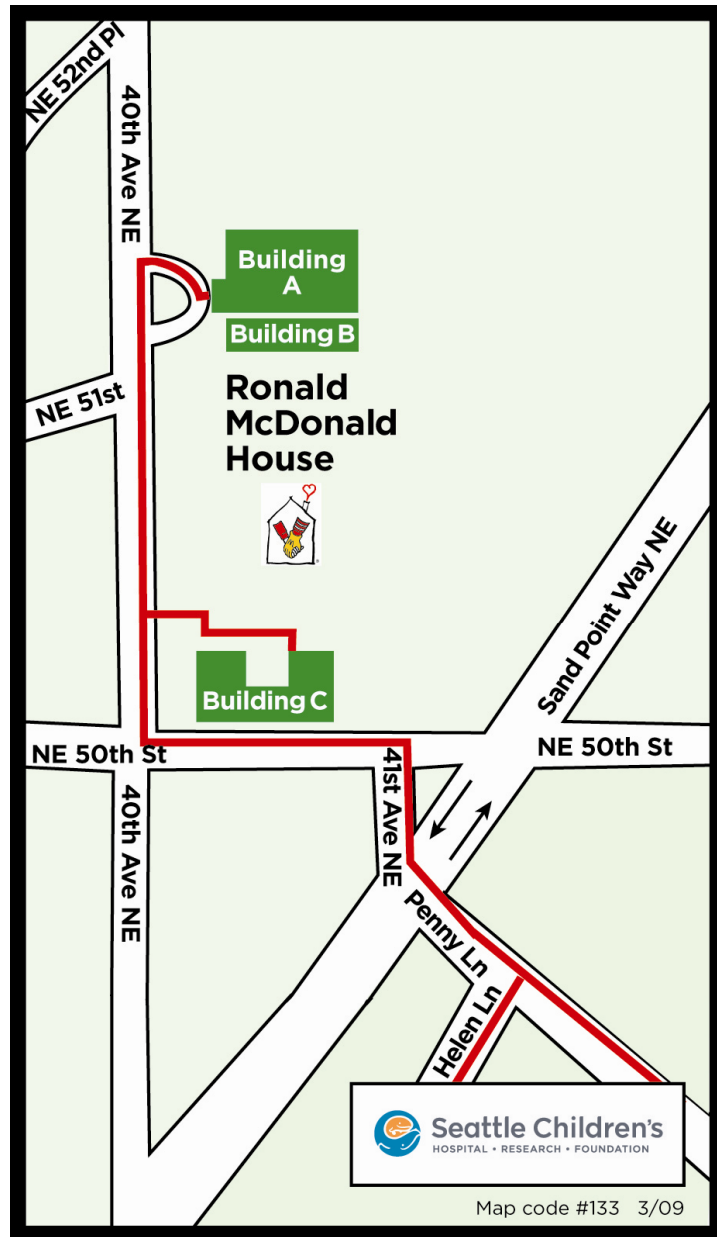 NE 52nd Pl
40th Ave NE
Building
A
Building B
NE 51st
Ronald
McDonald
House
Sand Point Way NE
Building C
NE 50th St
NE 50th St
41st Ave NE
40th Ave NE
Penny Ln
Helen Ln
Seattle Children's
HOSPITAL • RESEARCH • FOUNDATION
Map code #133 3/09